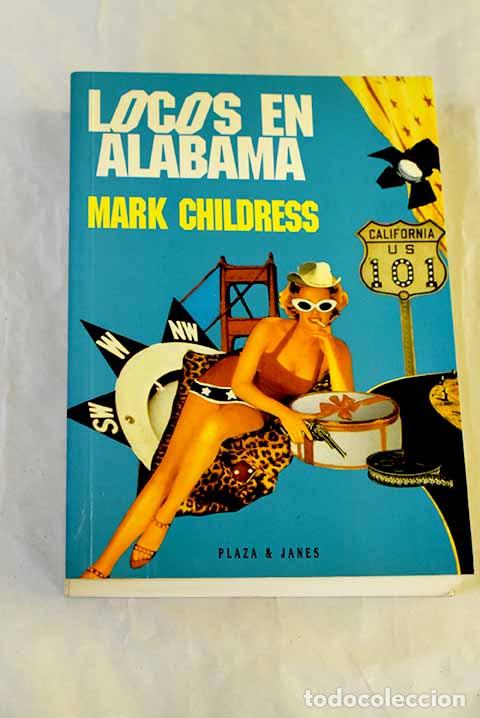 LOCOS EN
ALABAMA
MARK CHILDRESS
CALIFORNIA
US
101
NW
W
SW
PLAZA & JANES
todocoleccion